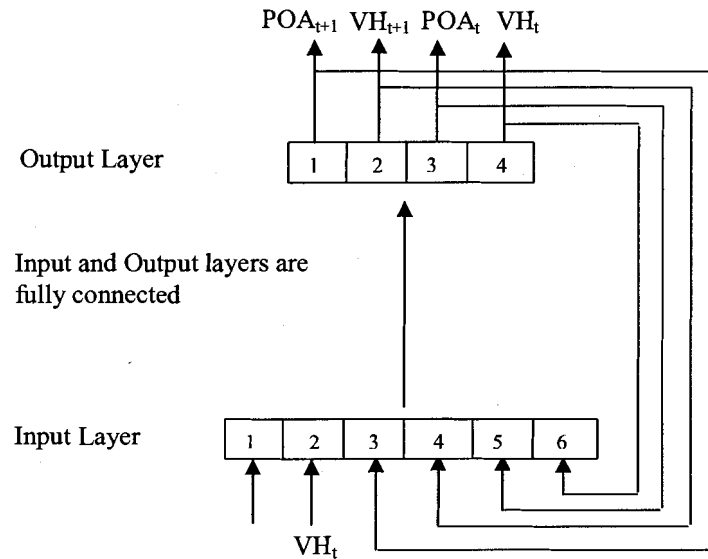 POAₜ₊₁ VHₜ₊₁ POAₜ VHₜ
Output Layer
1 2 3 4
Input and Output layers are
fully connected
Input Layer
1 2 3 4 5 6
VHₜ